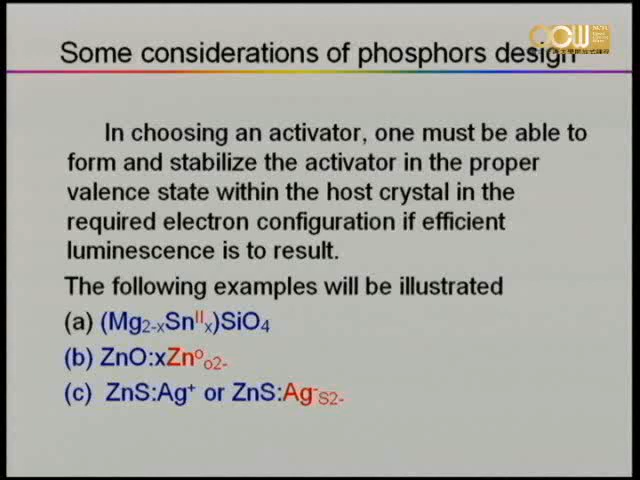 Some considerations of phosphors design
In choosing an activator, one must be able to
form and stabilize the activator in the proper
valence state within the host crystal in the
required electron configuration if efficient
luminescence is to result.
The following examples will be illustrated
(a) (Mg₂₋ₓSnᴵᴵₓ)SiO₄
(b) ZnO:xZn⁰ₒ₂₋
(c) ZnS:Ag⁺ or ZnS:Ag⁻S₂₋